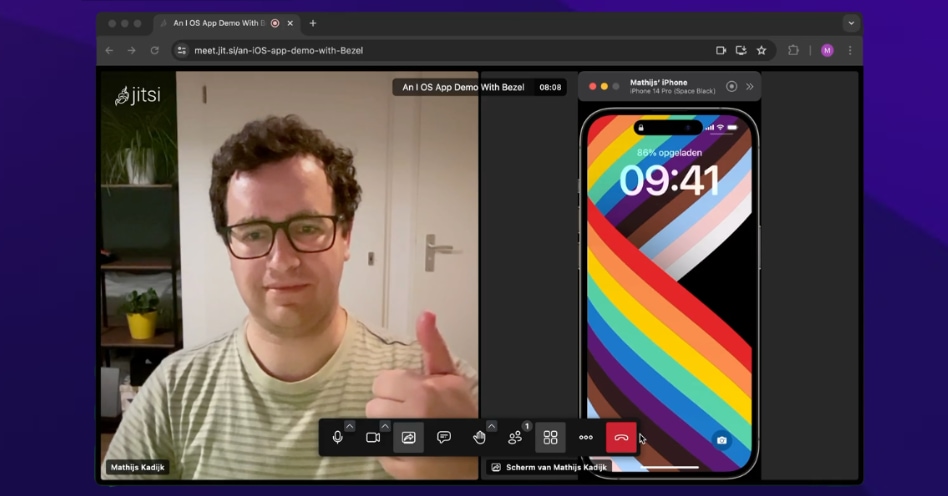 An I OS App Demo With B
meet.jit.si/an-iOS-app-demo-with-Bezel
M
jitsi
An I OS App Demo With Bezel 08:08
Mathijs' iPhone
iPhone 14 Pro (Space Black)
86% opgeladen
09:41
1
Mathijs Kadijk
Scherm van Mathijs Kadijk